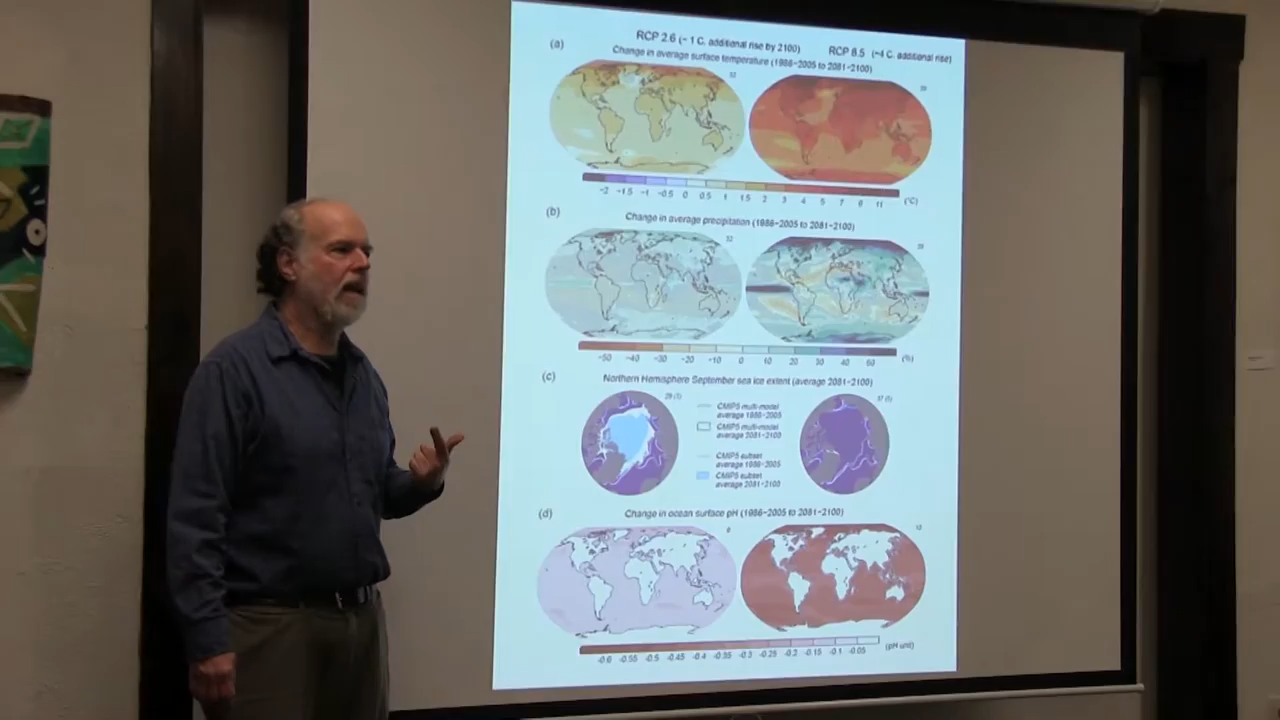 RCP 2.6 (~ 1 C. additional rise by 2100) RCP 8.5 (~4 C. additional rise)
(a) Change in average surface temperature (1986−2005 to 2081−2100)
32 39
−2 −1.5 −1 −0.5 0 0.5 1 1.5 2 3 4 5 7 9 11 (°C)
(b) Change in average precipitation (1986−2005 to 2081−2100)
32 39
−50 −40 −30 −20 −10 0 10 20 30 40 50 (%)
(c) Northern Hemisphere September sea ice extent (average 2081−2100)
29 (3) 37 (5)
CMIP5 multi-model
average 1986−2005
CMIP5 multi-model
average 2081−2100
CMIP5 subset
average 1986−2005
CMIP5 subset
average 2081−2100
(d) Change in ocean surface pH (1986−2005 to 2081−2100)
−0.6 −0.55 −0.5 −0.45 −0.4 −0.35 −0.3 −0.25 −0.2 −0.15 −0.1 −0.05 (pH unit)